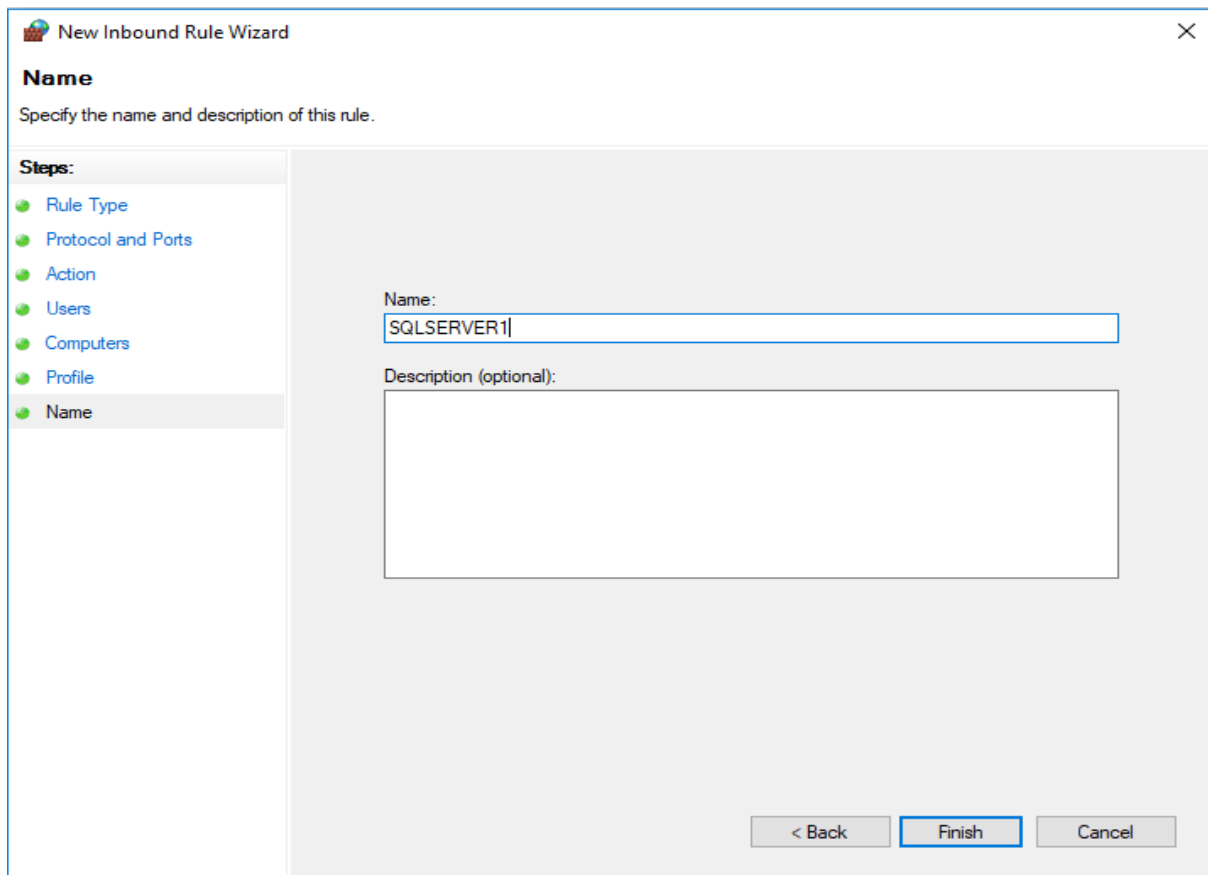 New Inbound Rule Wizard
Name
Specify the name and description of this rule.
Steps:
Rule Type
Protocol and Ports
Action
Users
Computers
Profile
Name
Name:
SQLSERVER1
Description (optional):
< Back
Finish
Cancel